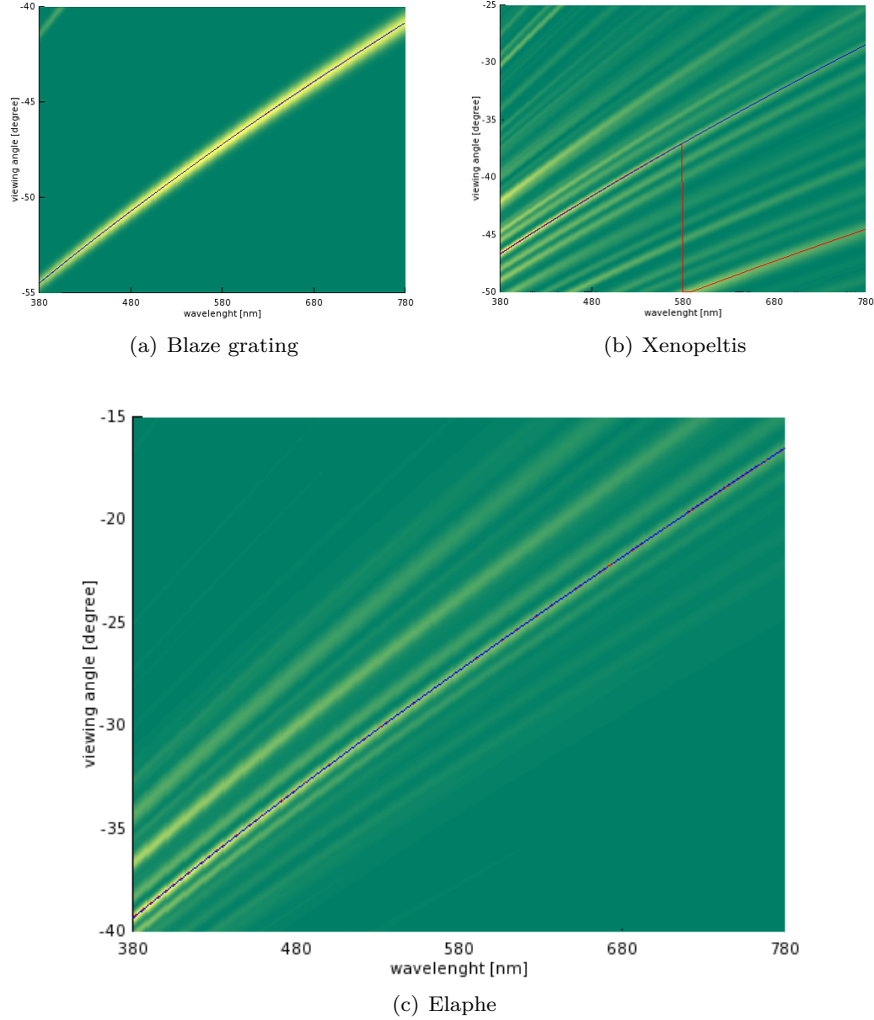 -40
-45
-50
-55
380 480 580 680 780
viewing angle [degree]
wavelenght [nm]
(a) Blaze grating
-25
-30
-35
-40
-45
-50
380 480 580 680 780
viewing angle [degree]
wavelenght [nm]
(b) Xenopeltis
-15
-20
-25
-30
-35
-40
380 480 580 680 780
viewing angle [degree]
wavelenght [nm]
(c) Elaphe